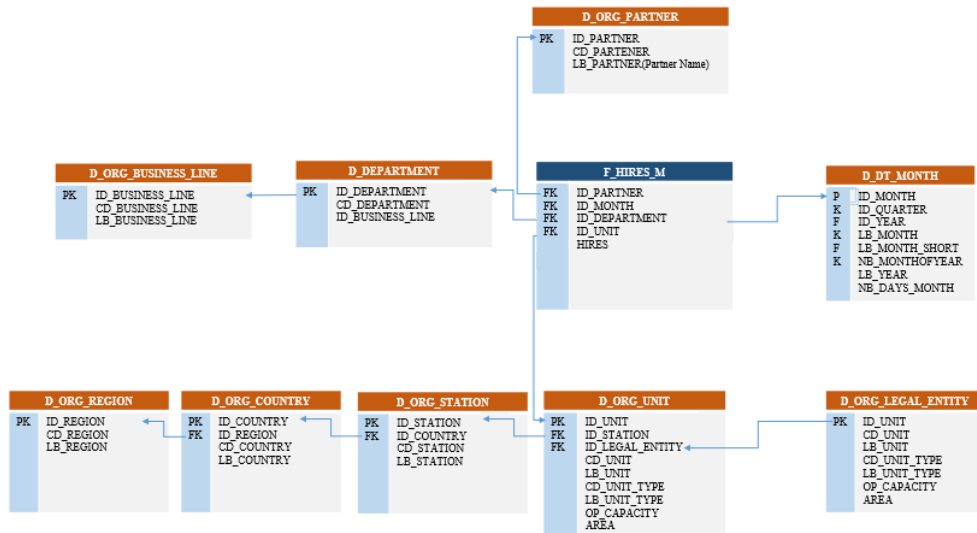 D_ORG_PARTNER
PK ID_PARTNER
CD_PARTENER
LB_PARTNER(Partner Name)
D_ORG_BUSINESS_LINE
PK ID_BUSINESS_LINE
CD_BUSINESS_LINE
LB_BUSINESS_LINE
D_DEPARTMENT
PK ID_DEPARTMENT
CD_DEPARTMENT
ID_BUSINESS_LINE
F_HIRES_M
FK ID_PARTNER
FK ID_MONTH
FK ID_DEPARTMENT
FK ID_UNIT
HIRES
D_DT_MONTH
P ID_MONTH
K ID_QUARTER
F ID_YEAR
K LB_MONTH
F LB_MONTH_SHORT
K NB_MONTHOFYEAR
LB_YEAR
NB_DAYS_MONTH
D_ORG_REGION
PK ID_REGION
CD_REGION
LB_REGION
D_ORG_COUNTRY
PK ID_COUNTRY
FK ID_REGION
CD_COUNTRY
LB_COUNTRY
D_ORG_STATION
PK ID_STATION
FK ID_COUNTRY
CD_STATION
LB_STATION
D_ORG_UNIT
PK ID_UNIT
FK ID_STATION
FK ID_LEGAL_ENTITY
CD_UNIT
LB_UNIT
CD_UNIT_TYPE
LB_UNIT_TYPE
OP_CAPACITY
AREA
D_ORG_LEGAL_ENTITY
PK ID_UNIT
CD_UNIT
LB_UNIT
CD_UNIT_TYPE
LB_UNIT_TYPE
OP_CAPACITY
AREA